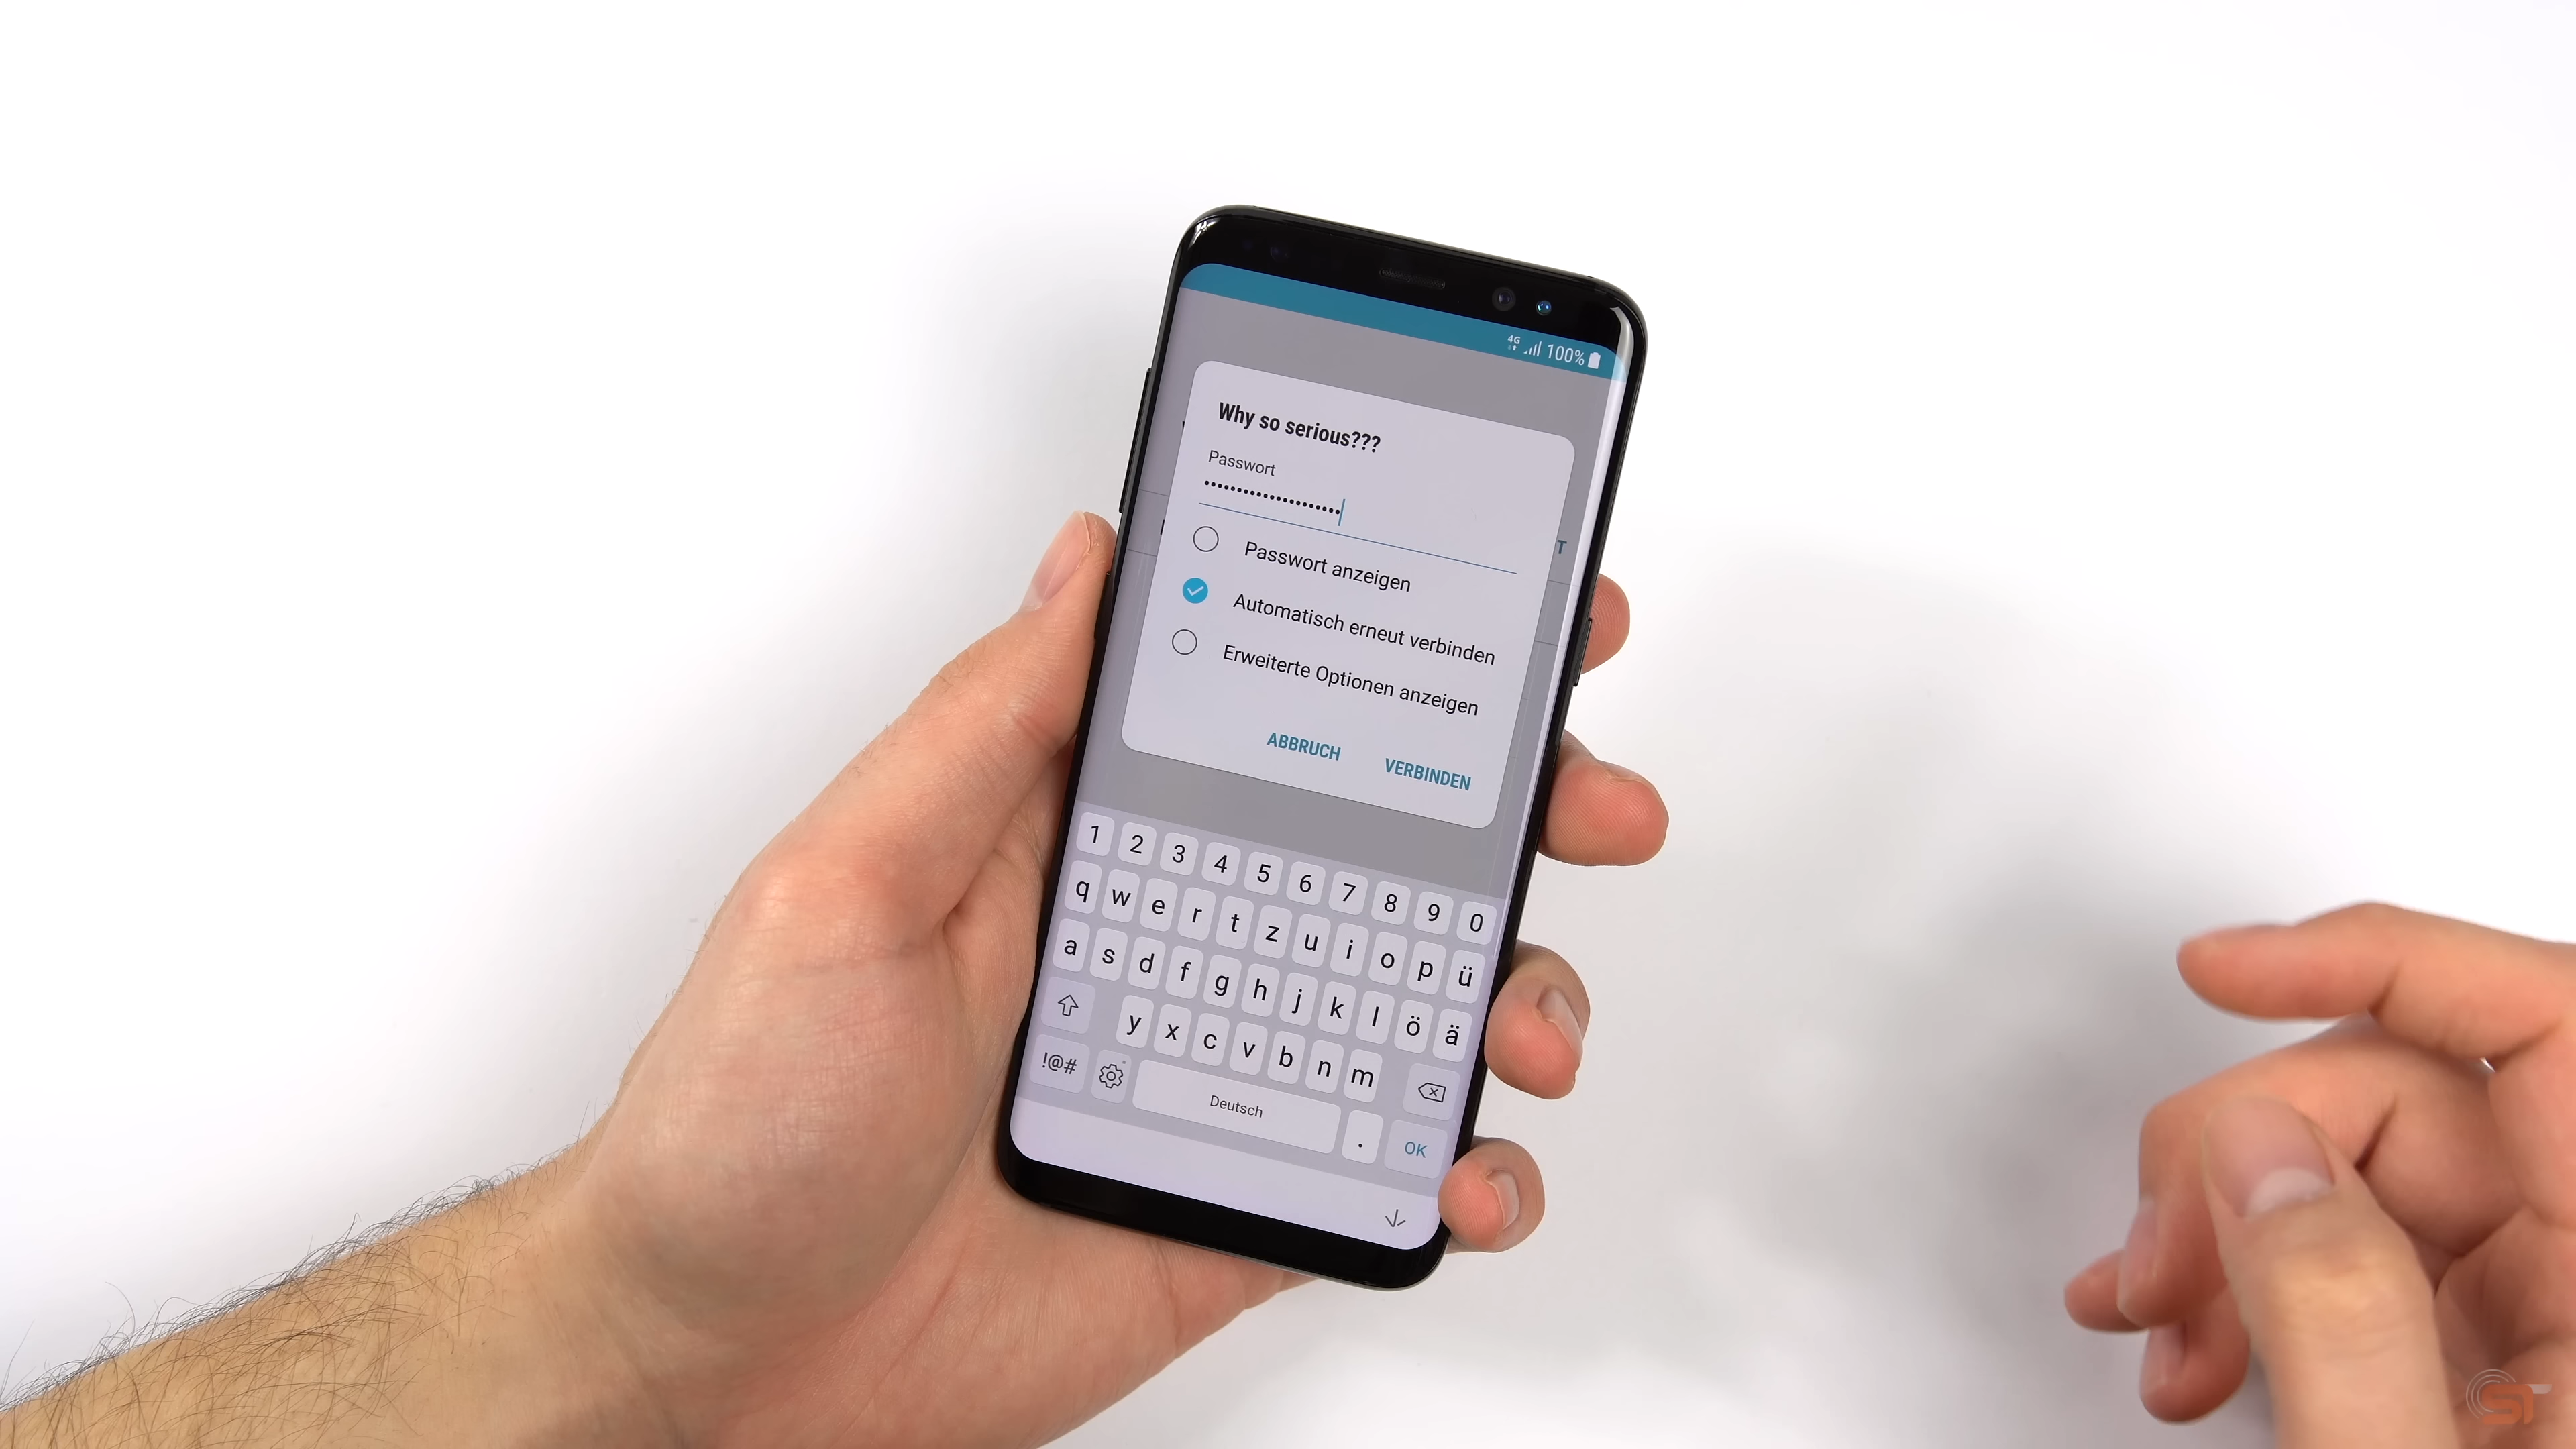 4G 100%
Why so serious???
Passwort
•••••••••••••••••••••
Passwort anzeigen
Automatisch erneut verbinden
Erweiterte Optionen anzeigen
ABBRUCH VERBINDEN
1 2 3 4 5 6 7 8 9 0
q w e r t z u i o p ü
a s d f g h j k l ö ä
y x c v b n m
!@# Deutsch . OK
ST